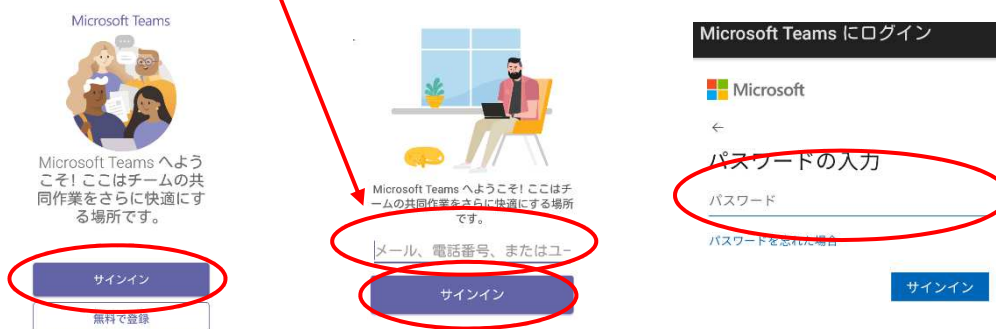 Microsoft Teams
Microsoft Teams へよう
こそ! ここはチームの共
同作業をさらに快適にす
る場所です。
サインイン
無料で登録
Microsoft Teams へようこそ! ここはチ
ームの共同作業をさらに快適にする場所
です。
メール、電話番号、またはユー
サインイン
Microsoft Teams にログイン
Microsoft
←
パスワードの入力
パスワード
パスワードを忘れた場合
サインイン